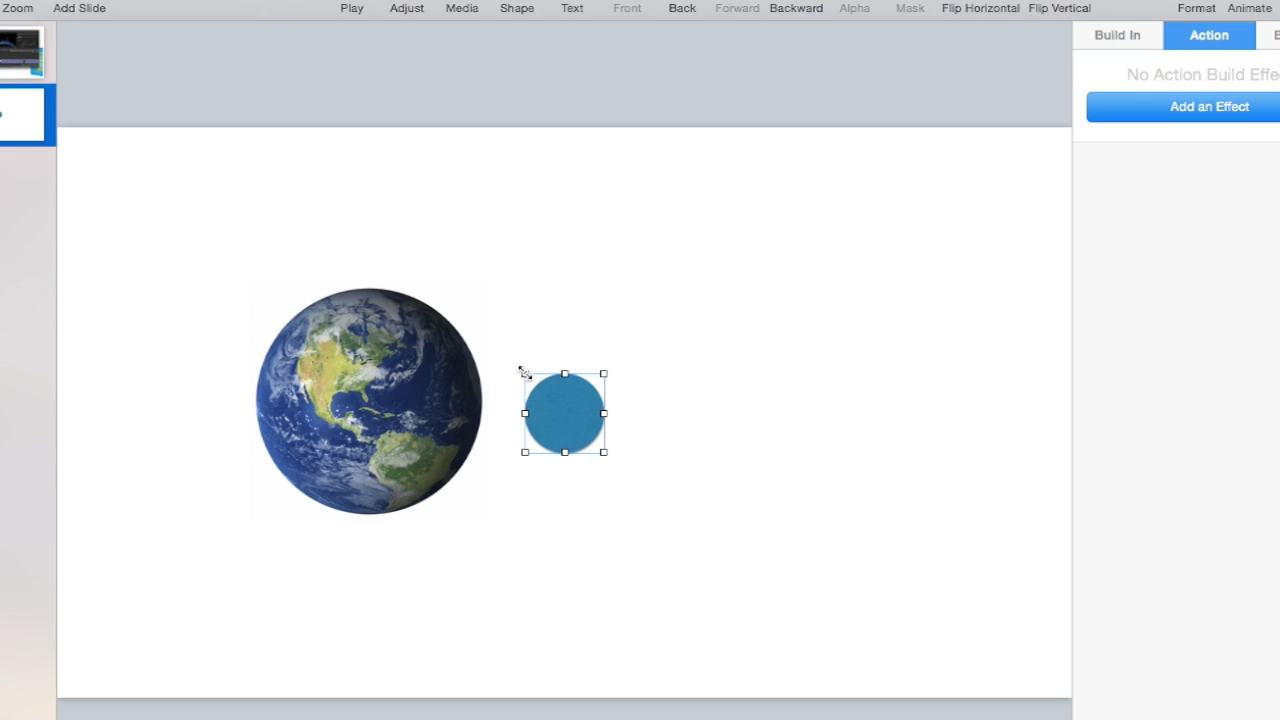 Zoom Add Slide Play Adjust Media Shape Text Front Back Forward Backward Alpha Mask Flip Horizontal Flip Vertical Format Animate
Build In Action
No Action Build Effe
Add an Effect